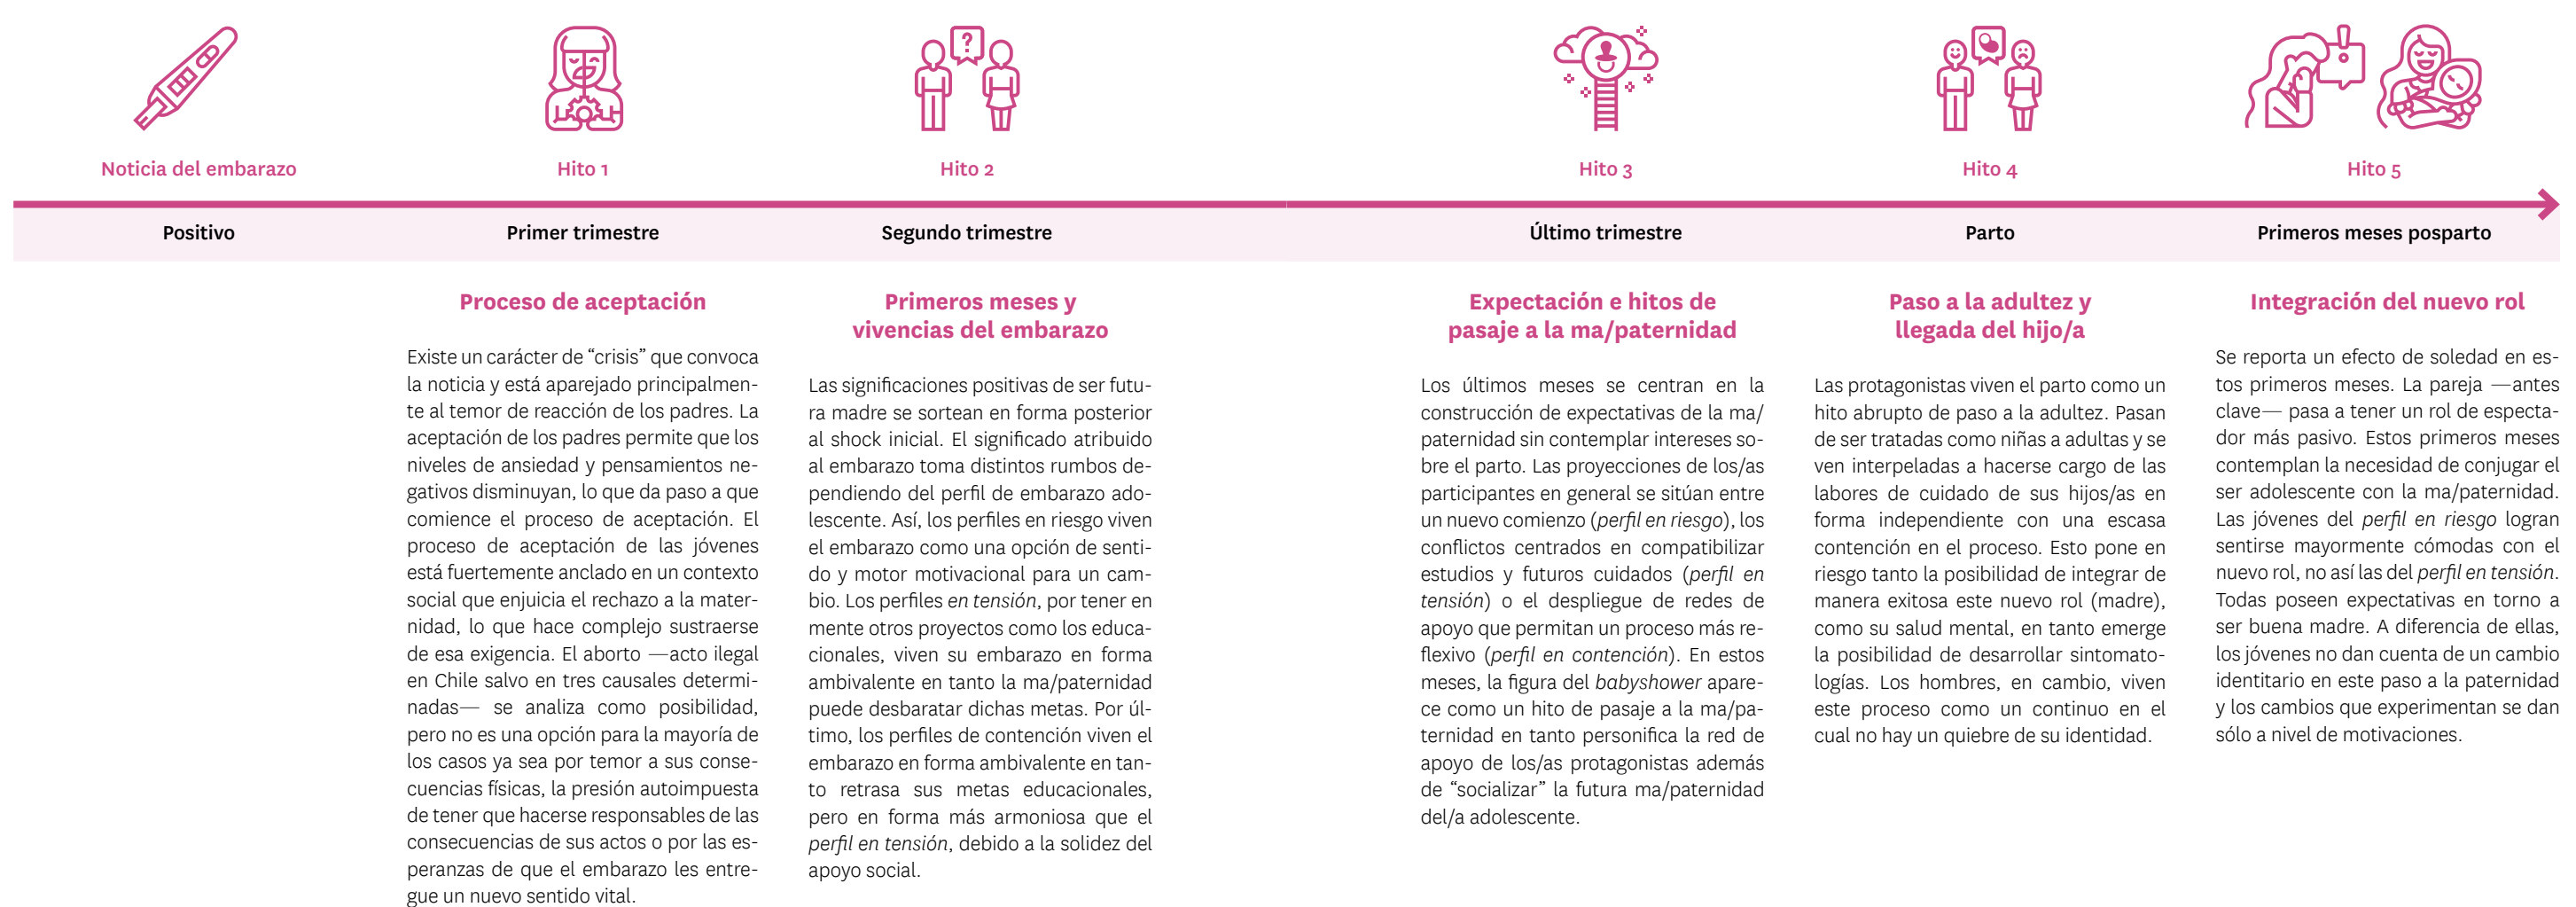 ?
Noticia del embarazo
Hito 1
Hito 2
Hito 3
Hito 4
Hito 5
Positivo
Primer trimestre
Segundo trimestre
Último trimestre
Parto
Primeros meses posparto
Proceso de aceptación
Existe un carácter de “crisis” que convoca
la noticia y está aparejado principalmen-
te al temor de reacción de los padres. La
aceptación de los padres permite que los
niveles de ansiedad y pensamientos ne-
gativos disminuyan, lo que da paso a que
comience el proceso de aceptación. El
proceso de aceptación de las jóvenes
está fuertemente anclado en un contexto
social que enjuicia el rechazo a la mater-
nidad, lo que hace complejo sustraerse
de esa exigencia. El aborto —acto ilegal
en Chile salvo en tres causales determi-
nadas— se analiza como posibilidad,
pero no es una opción para la mayoría de
los casos ya sea por temor a sus conse-
cuencias físicas, la presión autoimpuesta
de tener que hacerse responsables de las
consecuencias de sus actos o por las es-
peranzas de que el embarazo les entre-
gue un nuevo sentido vital.
Primeros meses y
vivencias del embarazo
Las significaciones positivas de ser futu-
ra madre se sortean en forma posterior
al shock inicial. El significado atribuido
al embarazo toma distintos rumbos de-
pendiendo del perfil de embarazo ado-
lescente. Así, los perfiles en riesgo viven
el embarazo como una opción de senti-
do y motor motivacional para un cam-
bio. Los perfiles en tensión, por tener en
mente otros proyectos como los educa-
cionales, viven su embarazo en forma
ambivalente en tanto la ma/paternidad
puede desbaratar dichas metas. Por úl-
timo, los perfiles de contención viven el
embarazo en forma ambivalente en tan-
to retrasa sus metas educacionales,
pero en forma más armoniosa que el
perfil en tensión, debido a la solidez del
apoyo social.
Expectación e hitos de
pasaje a la ma/paternidad
Los últimos meses se centran en la
construcción de expectativas de la ma/
paternidad sin contemplar intereses so-
bre el parto. Las proyecciones de los/as
participantes en general se sitúan entre
un nuevo comienzo (perfil en riesgo), los
conflictos centrados en compatibilizar
estudios y futuros cuidados (perfil en
tensión) o el despliegue de redes de
apoyo que permitan un proceso más re-
flexivo (perfil en contención). En estos
meses, la figura del babyshower apare-
ce como un hito de pasaje a la ma/pa-
ternidad en tanto personifica la red de
apoyo de los/as protagonistas además
de “socializar” la futura ma/paternidad
del/a adolescente.
Paso a la adultez y
llegada del hijo/a
Las protagonistas viven el parto como un
hito abrupto de paso a la adultez. Pasan
de ser tratadas como niñas a adultas y se
ven interpeladas a hacerse cargo de las
labores de cuidado de sus hijos/as en
forma independiente con una escasa
contención en el proceso. Esto pone en
riesgo tanto la posibilidad de integrar de
manera exitosa este nuevo rol (madre),
como su salud mental, en tanto emerge
la posibilidad de desarrollar sintomato-
logías. Los hombres, en cambio, viven
este proceso como un continuo en el
cual no hay un quiebre de su identidad.
Integración del nuevo rol
Se reporta un efecto de soledad en es-
tos primeros meses. La pareja —antes
clave— pasa a tener un rol de especta-
dor más pasivo. Estos primeros meses
contemplan la necesidad de conjugar el
ser adolescente con la ma/paternidad.
Las jóvenes del perfil en riesgo logran
sentirse mayormente cómodas con el
nuevo rol, no así las del perfil en tensión.
Todas poseen expectativas en torno a
ser buena madre. A diferencia de ellas,
los jóvenes no dan cuenta de un cambio
identitario en este paso a la paternidad
y los cambios que experimentan se dan
sólo a nivel de motivaciones.